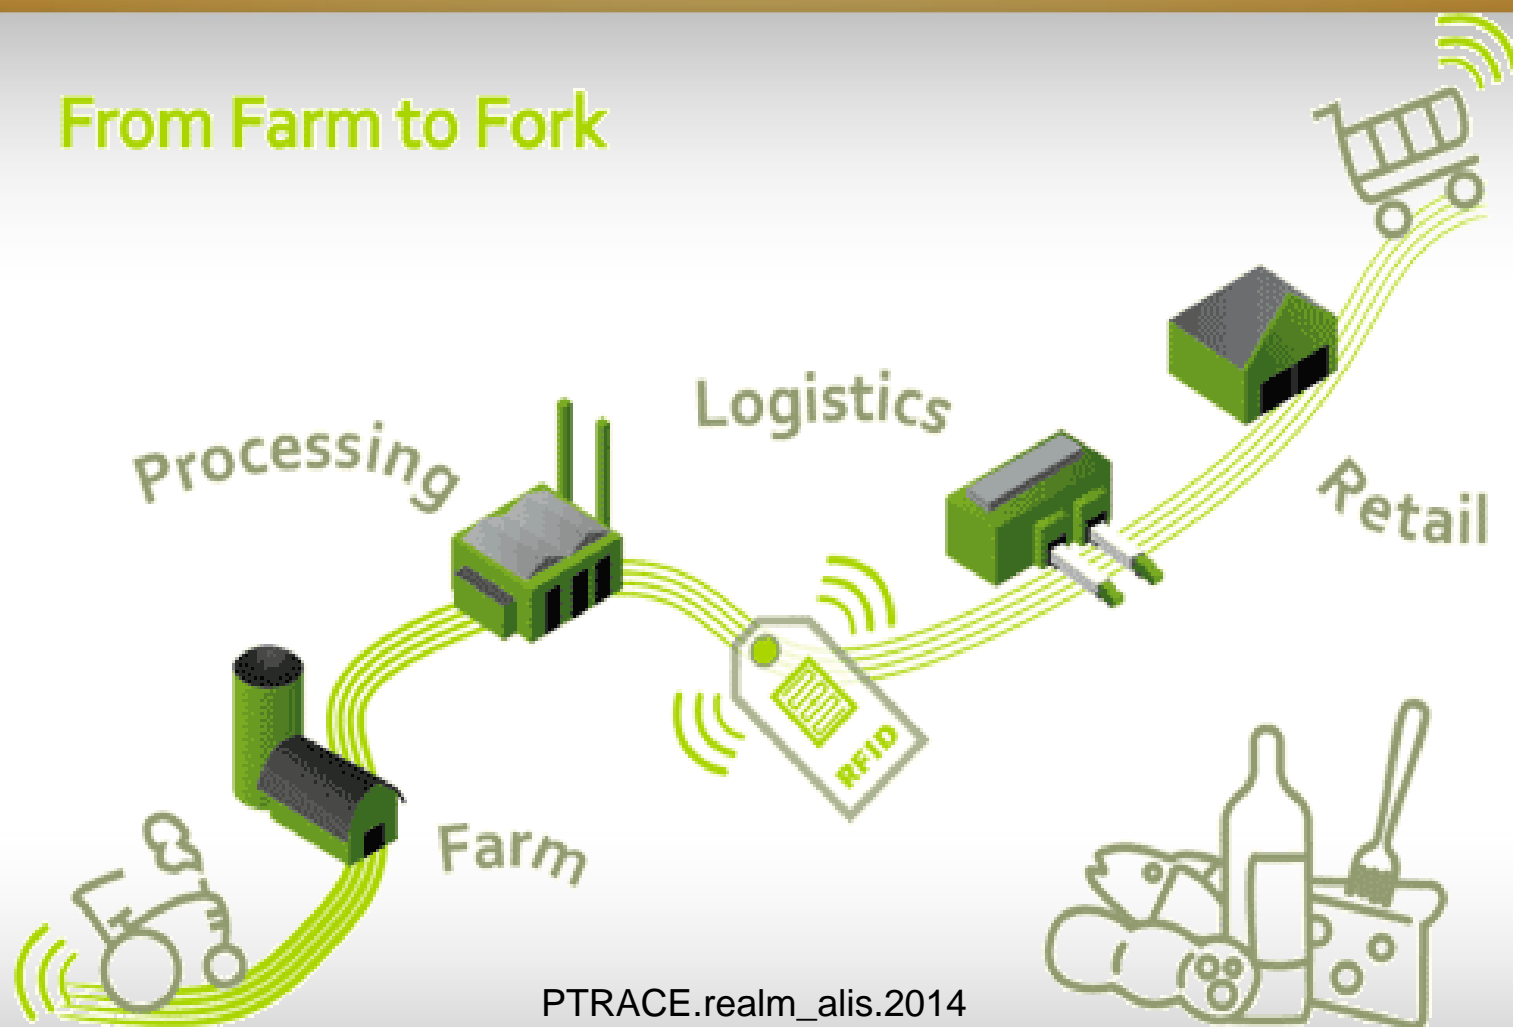 From Farm to Fork
Logistics
Processing
Retail
RFID
Farm
PTRACE.realm_alis.2014